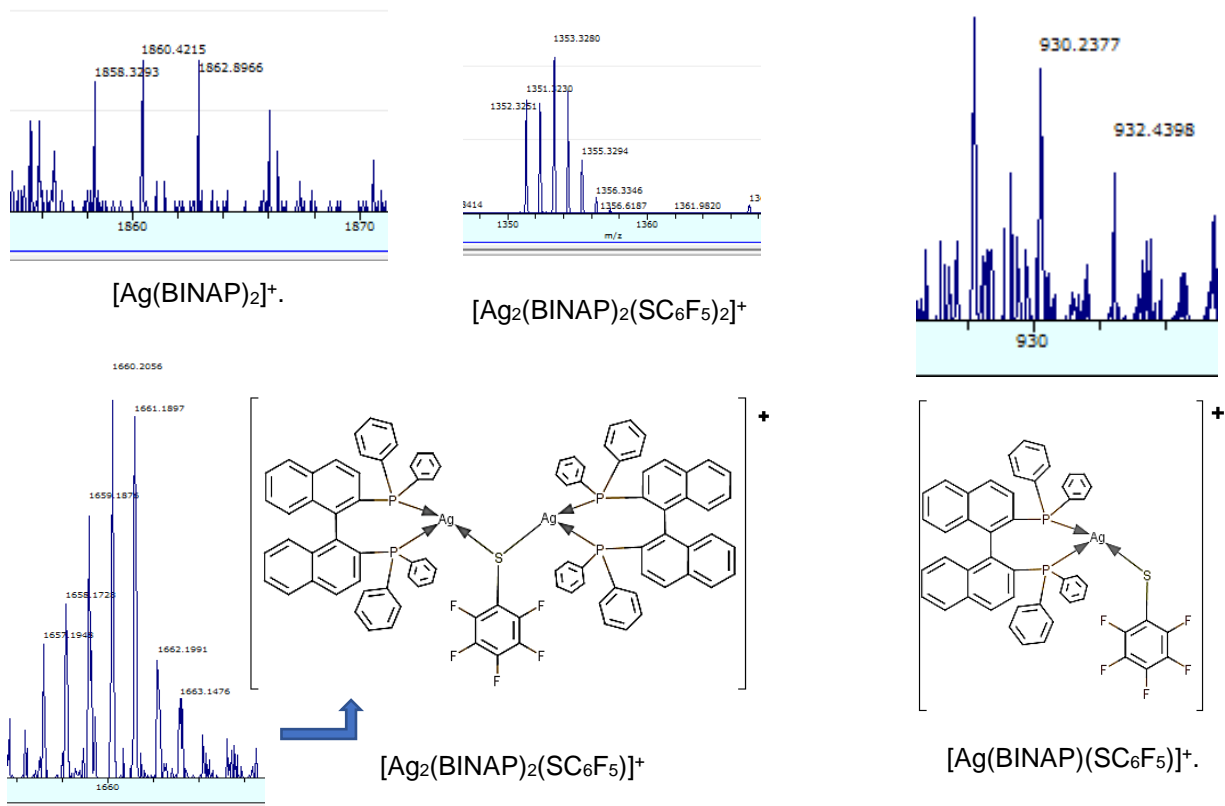 1858.3293
1860.4215
1862.8966
1860
1870
[Ag(BINAP)₂]⁺.
1353.3280
1352.3251
1351.3230
1355.3294
1356.3346
3414
1356.6187
1361.9820
1350
1360
m/z
[Ag₂(BINAP)₂(SC₆F₅)₂]⁺
930.2377
932.4398
930
1660.2056
1661.1897
1659.1876
1658.1728
1657.1948
1662.1991
1663.1476
1660
P
Ag
P
S
Ag
P
P
F
F
F
F
F
+
[Ag₂(BINAP)₂(SC₆F₅)]⁺
P
Ag
P
S
F
F
F
F
F
+
[Ag(BINAP)(SC₆F₅)]⁺.